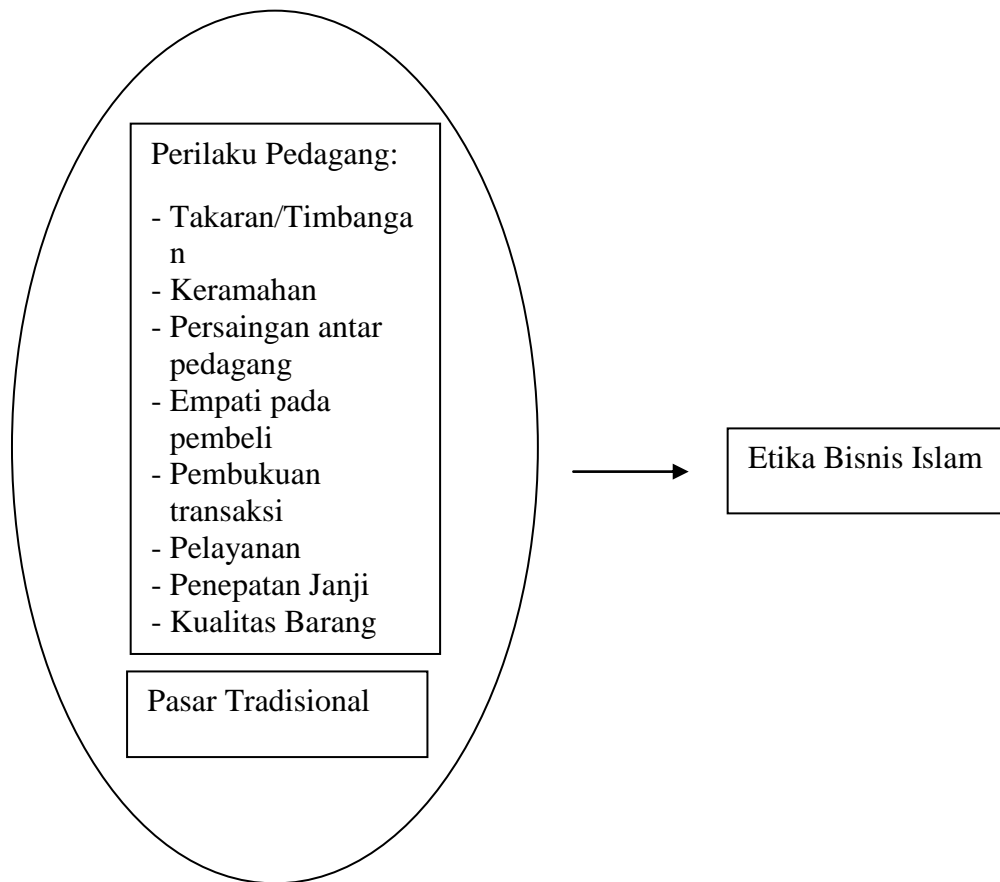 Perilaku Pedagang:
- Takaran/Timbanga
n
- Keramahan
- Persaingan antar
pedagang
- Empati pada
pembeli
- Pembukuan
transaksi
- Pelayanan
- Penepatan Janji
- Kualitas Barang
Pasar Tradisional
Etika Bisnis Islam